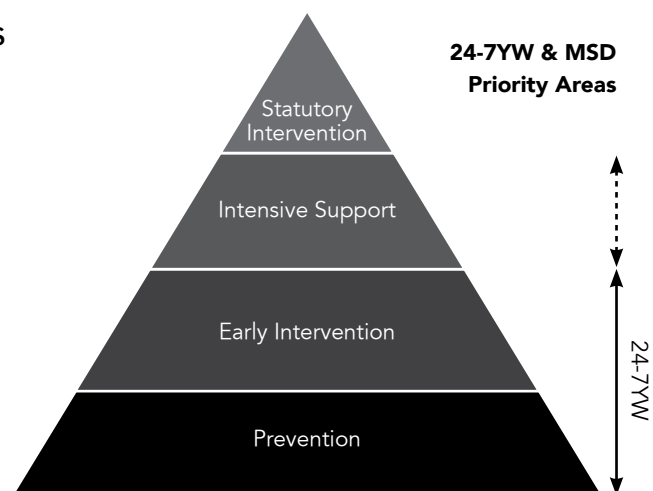 s
24-7YW & MSD
Priority Areas
Statutory
Intervention
Intensive Support
Early Intervention
24-7YW
Prevention